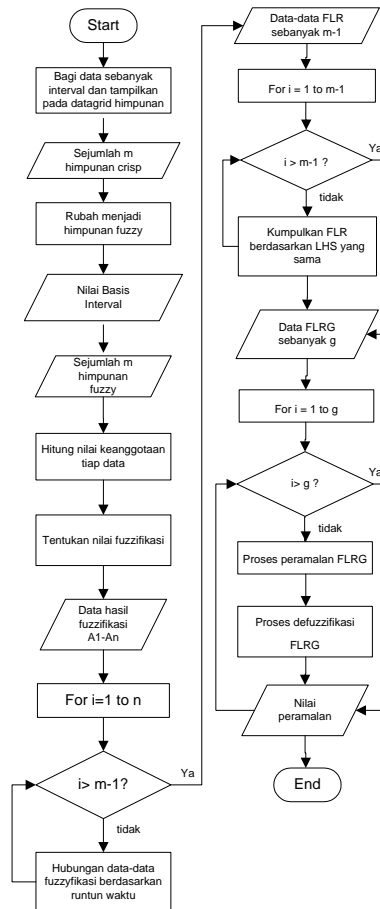 Start
Bagi data sebanyak
interval dan tampilkan
pada datagrid himpunan
Sejumlah m
himpunan crisp
Rubah menjadi
himpunan fuzzy
Nilai Basis
Interval
Sejumlah m
himpunan
fuzzy
Hitung nilai keanggotaan
tiap data
Tentukan nilai fuzzifikasi
Data hasil
fuzzifikasi
A1-An
For i=1 to n
i> m-1?
Ya
tidak
Hubungan data-data
fuzzyfikasi berdasarkan
runtun waktu
Data-data FLR
sebanyak m-1
For i = 1 to m-1
i > m-1 ?
Ya
tidak
Kumpulkan FLR
berdasarkan LHS yang
sama
Data FLRG
sebanyak g
For i = 1 to g
i> g ?
Ya
tidak
Proses peramalan FLRG
Proses defuzzifikasi
FLRG
Nilai
peramalan
End